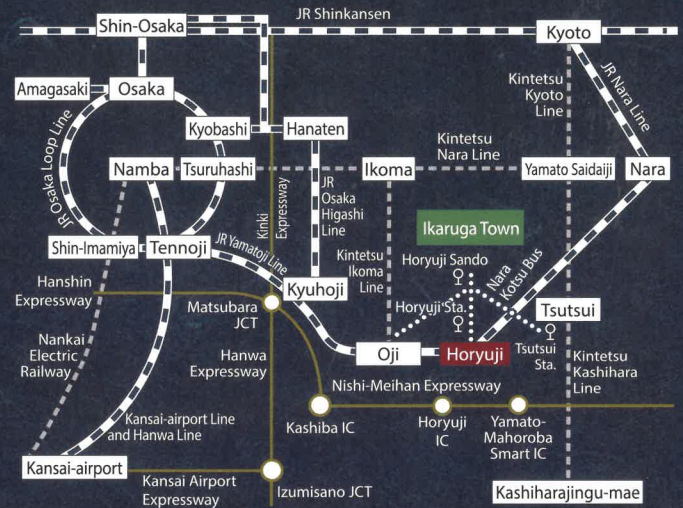 JR Shinkansen
Shin-Osaka
Kyoto
Amagasaki
Osaka
Kintetsu
Kyoto
Line
JR Nara Line
JR Osaka Loop Line
Kyobashi
Hanaten
Kintetsu
Nara Line
Namba
Tsuruhashi
Ikoma
Yamato Saidaiji
Nara
Kinki
Expressway
JR
Osaka
Higashi
Line
Ikaruga Town
Shin-Imamiya
Tennoji
JR Yamatoji Line
Kintetsu
Ikoma
Line
Horyuji Sando
Nara
Kotsu Bus
Hanshin
Expressway
Kyuhoji
Matsubara
JCT
Horyuji Sta.
Tsutsui
Nankai
Electric
Railway
Hanwa
Expressway
Oji
Horyuji
Tsutsui
Sta.
Kintetsu
Kashihara
Line
Nishi-Meihan Expressway
Kansai-airport Line
and Hanwa Line
Kashiba IC
Horyuji
IC
Yamato-
Mahoroba
Smart IC
Kansai-airport
Kansai Airport
Expressway
Izumisano JCT
Kashiharajingu-mae